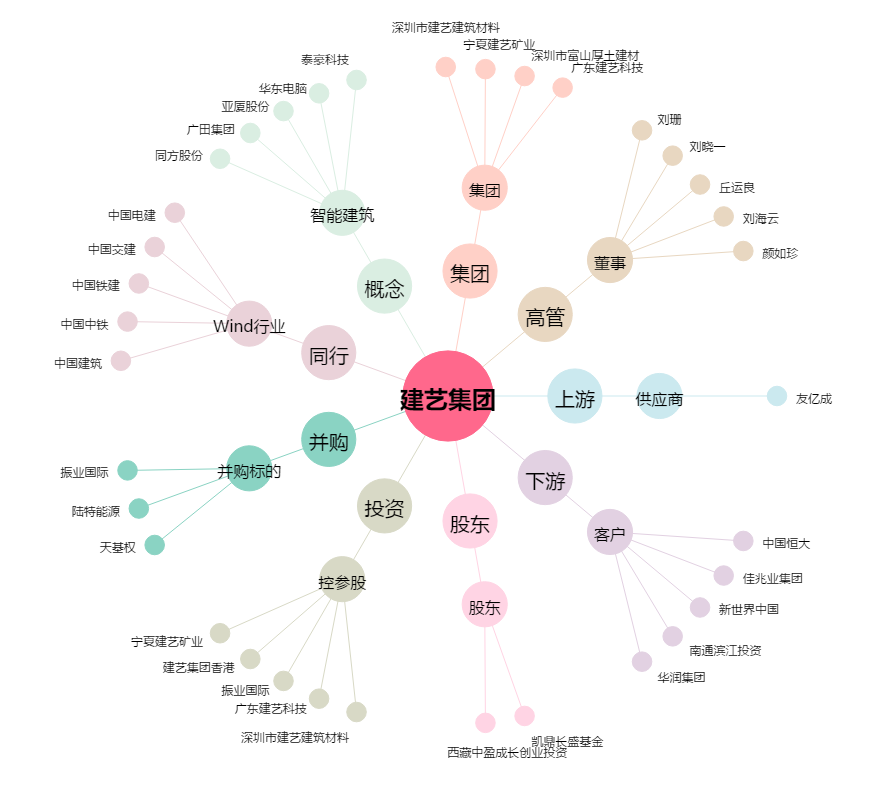 深圳市建艺建筑材料
宁夏建艺矿业
深圳市富山厚土建材
广东建艺科技
集团
集团
刘珊
刘晓一
丘运良
刘海云
颜如珍
董事
高管
泰豪科技
华东电脑
亚厦股份
广田集团
同方股份
智能建筑
概念
中国电建
中国交建
中国铁建
中国中铁
中国建筑
Wind行业
同行
建艺集团
上游
供应商
友亿成
并购
并购标的
振业国际
陆特能源
天基权
投资
控参股
宁夏建艺矿业
建艺集团香港
振业国际
广东建艺科技
深圳市建艺建筑材料
股东
股东
西藏中盈成长创业投资
凯鼎长盛基金
下游
客户
中国恒大
佳兆业集团
新世界中国
南通滨江投资
华润集团